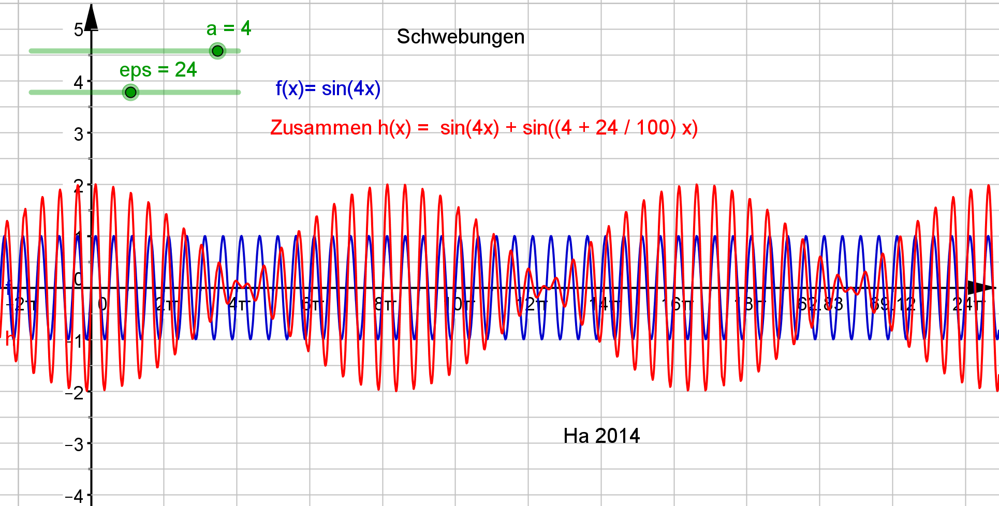 a = 4
Schwebungen
eps = 24
f(x)= sin(4x)
Zusammen h(x) = sin(4x) + sin((4 + 24 / 100) x)
5
4
3
2
1
0
−2π 0 2π 4π 6π 8π 10π 12π 14π 16π 18π 62.83 69.12 24π
−1
−2
−3
−4
Ha 2014